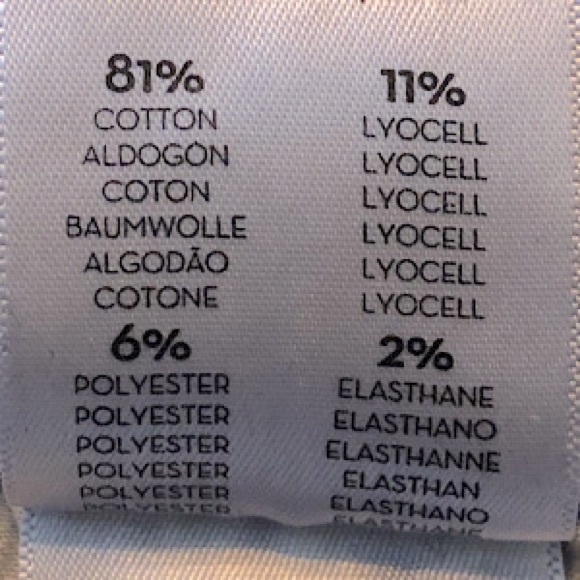 81%
COTTON
ALDOGÓN
COTON
BAUMWOLLE
ALGODÃO
COTONE
6%
POLYESTER
POLYESTER
POLYESTER
POLYESTER
POLYESTER
POLYESTER
11%
LYOCELL
LYOCELL
LYOCELL
LYOCELL
LYOCELL
LYOCELL
2%
ELASTHANE
ELASTHANO
ELASTHANNE
ELASTHAN
ELASTHANO